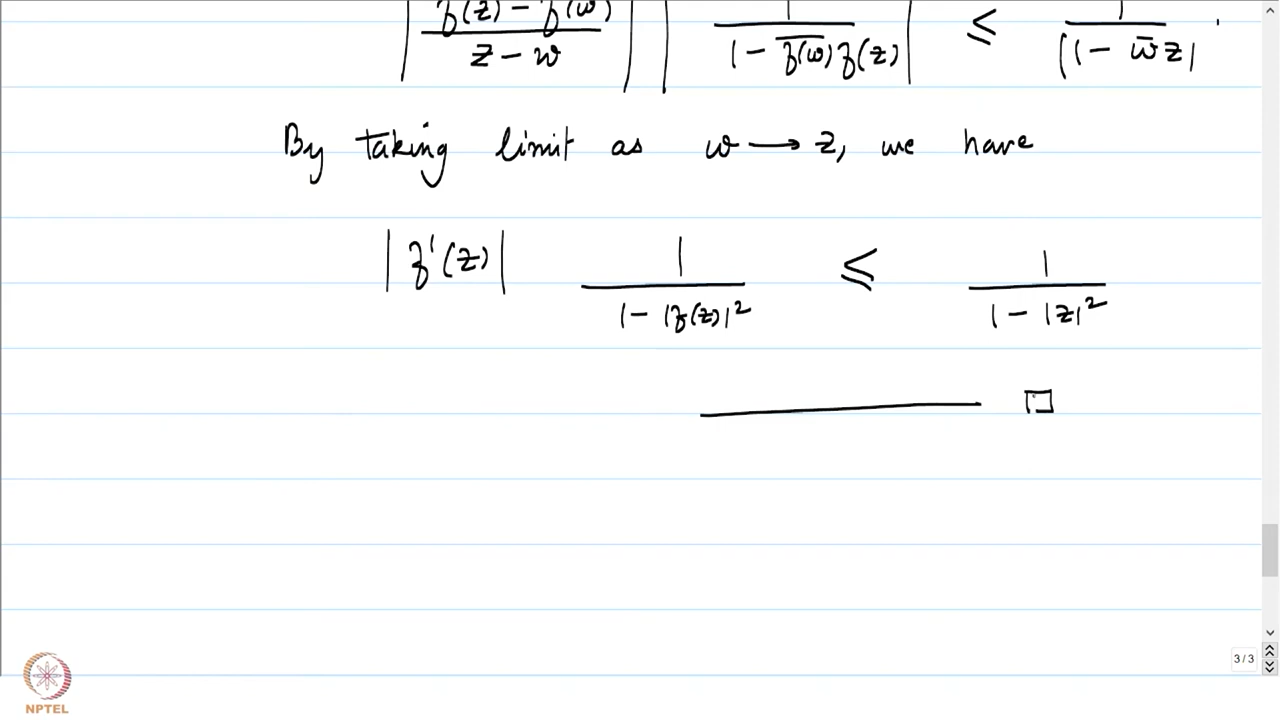 | f(z) - f(w) / z - w | | 1 / 1 - \overline{f(w)} f(z) | ≤ 1 / |1 - \bar{w} z| .
By taking limit as w → z, we have
| f'(z) | 1 / 1 - |f(z)|² ≤ 1 / 1 - |z|²
□
3 / 3
NPTEL